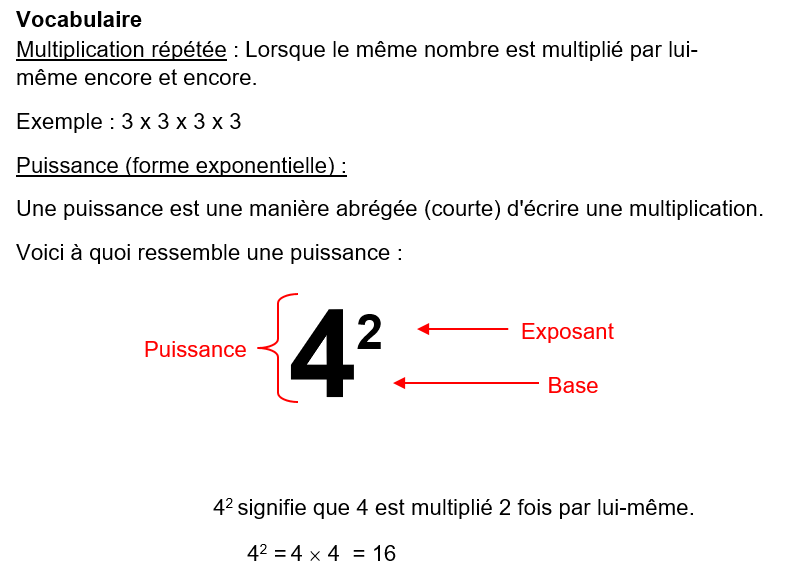 Vocabulaire
Multiplication répétée : Lorsque le même nombre est multiplié par lui-
même encore et encore.
Exemple : 3 x 3 x 3 x 3
Puissance (forme exponentielle) :
Une puissance est une manière abrégée (courte) d'écrire une multiplication.
Voici à quoi ressemble une puissance :
Puissance
4²
Exposant
Base
4² signifie que 4 est multiplié 2 fois par lui-même.
4² = 4 × 4 = 16